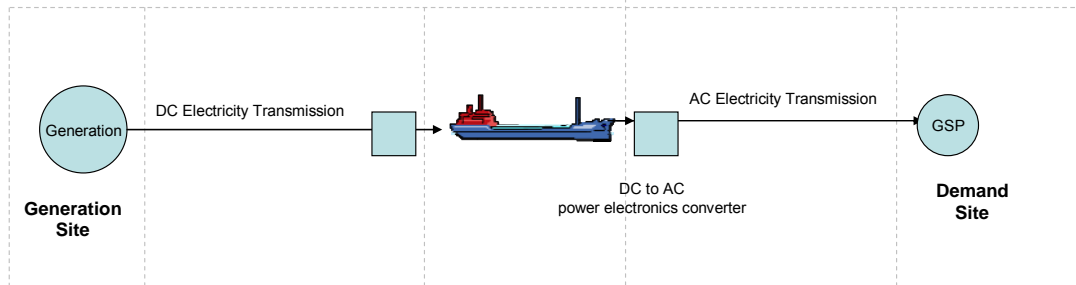 DC Electricity Transmission
AC Electricity Transmission
Generation
GSP
DC to AC
power electronics converter
Generation
Site
Demand
Site